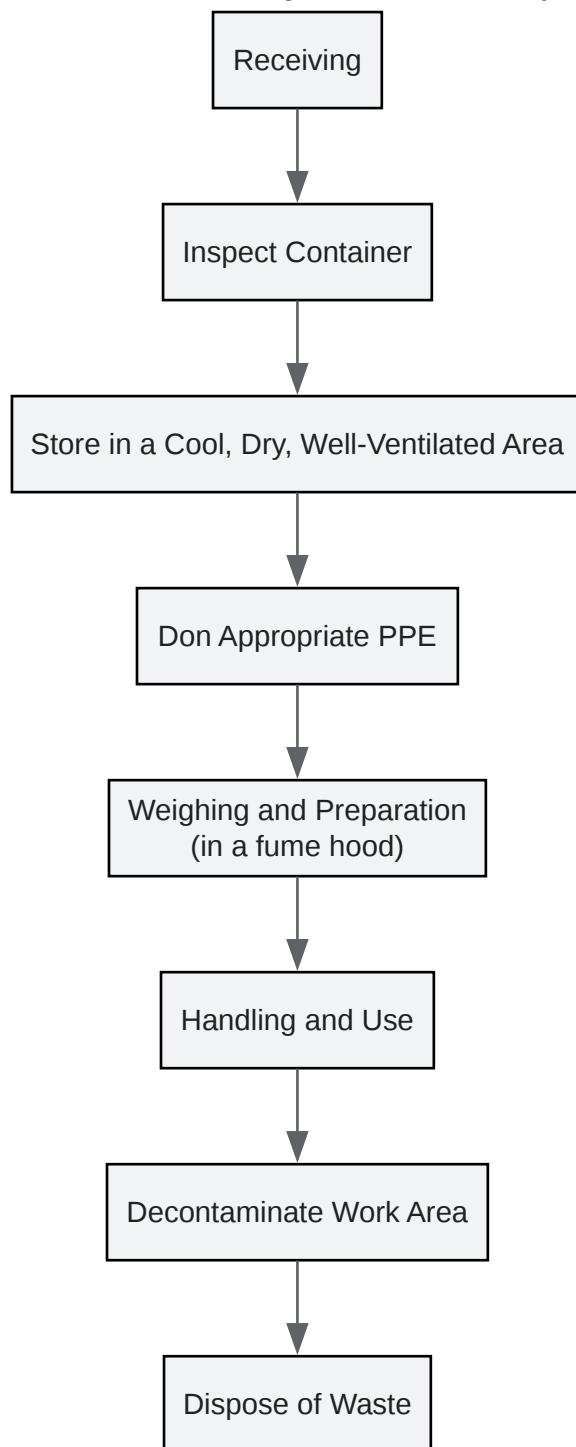 Receiving
Inspect Container
Store in a Cool, Dry, Well-Ventilated Area
Don Appropriate PPE
Weighing and Preparation
(in a fume hood)
Handling and Use
Decontaminate Work Area
Dispose of Waste